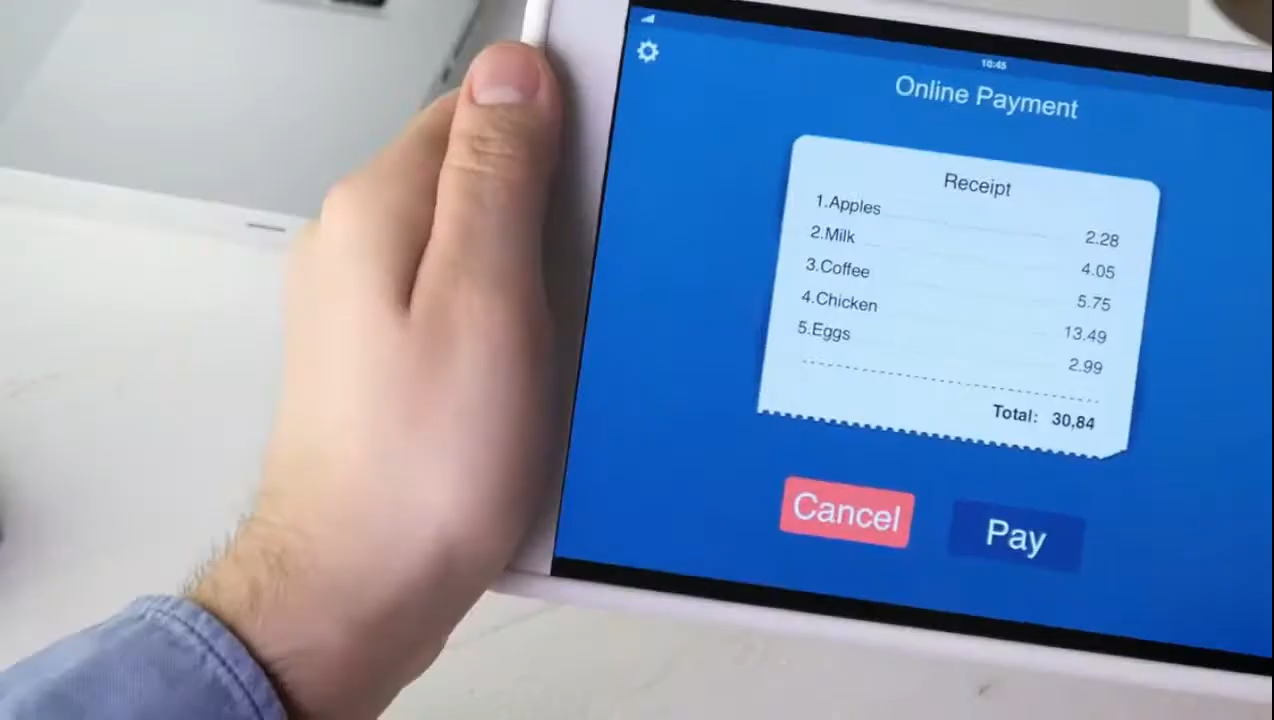 10:45
Online Payment
Receipt
1.Apples 2.28
2.Milk 4.05
3.Coffee 5.75
4.Chicken 13.49
5.Eggs 2.99
Total: 30,84
Cancel Pay